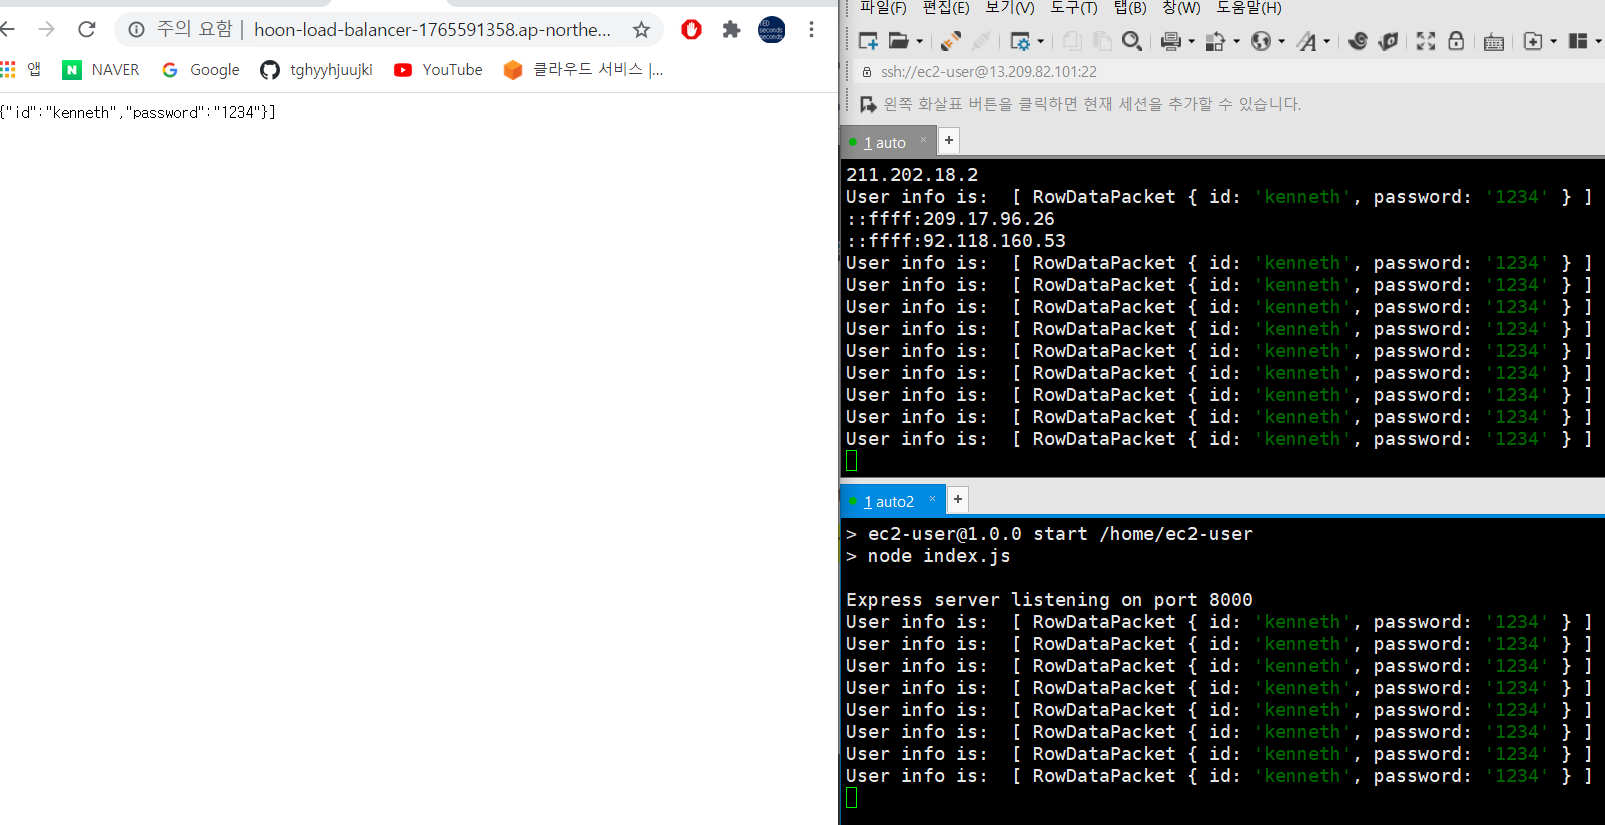 주의 요함 | hoon-load-balancer-1765591358.ap-northe...
앱 NAVER Google tghyyhjuujki YouTube 클라우드 서비스 |...
{"id":"kenneth","password":"1234"}]
파일(F) 편집(E) 보기(V) 도구(T) 탭(B) 창(W) 도움말(H)
ssh://ec2-user@13.209.82.101:22
왼쪽 화살표 버튼을 클릭하면 현재 세션을 추가할 수 있습니다.
1 auto × +
211.202.18.2
User info is:  [ RowDataPacket { id: 'kenneth', password: '1234' } ]
::ffff:209.17.96.26
::ffff:92.118.160.53
User info is:  [ RowDataPacket { id: 'kenneth', password: '1234' } ]
User info is:  [ RowDataPacket { id: 'kenneth', password: '1234' } ]
User info is:  [ RowDataPacket { id: 'kenneth', password: '1234' } ]
User info is:  [ RowDataPacket { id: 'kenneth', password: '1234' } ]
User info is:  [ RowDataPacket { id: 'kenneth', password: '1234' } ]
User info is:  [ RowDataPacket { id: 'kenneth', password: '1234' } ]
User info is:  [ RowDataPacket { id: 'kenneth', password: '1234' } ]
User info is:  [ RowDataPacket { id: 'kenneth', password: '1234' } ]
User info is:  [ RowDataPacket { id: 'kenneth', password: '1234' } ]
1 auto2 × +
> ec2-user@1.0.0 start /home/ec2-user
> node index.js
Express server listening on port 8000
User info is:  [ RowDataPacket { id: 'kenneth', password: '1234' } ]
User info is:  [ RowDataPacket { id: 'kenneth', password: '1234' } ]
User info is:  [ RowDataPacket { id: 'kenneth', password: '1234' } ]
User info is:  [ RowDataPacket { id: 'kenneth', password: '1234' } ]
User info is:  [ RowDataPacket { id: 'kenneth', password: '1234' } ]
User info is:  [ RowDataPacket { id: 'kenneth', password: '1234' } ]
User info is:  [ RowDataPacket { id: 'kenneth', password: '1234' } ]
User info is:  [ RowDataPacket { id: 'kenneth', password: '1234' } ]